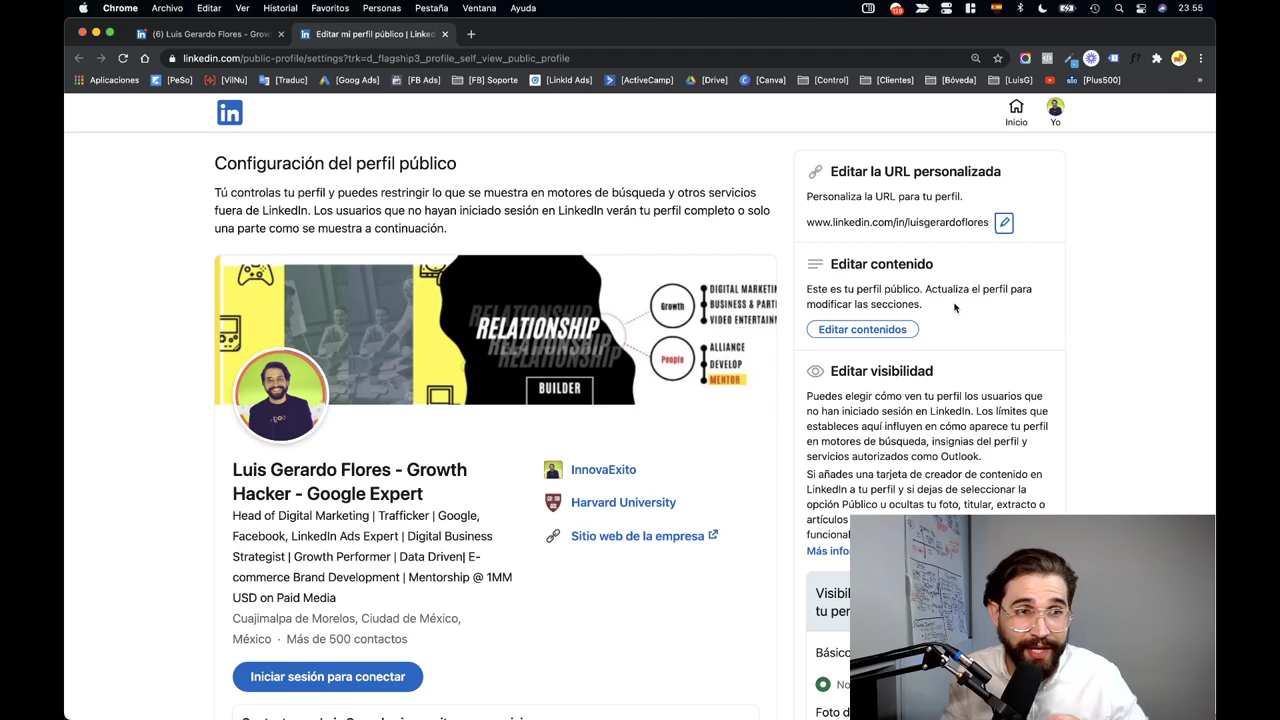 Chrome Archivo Editar Ver Historial Favoritos Personas Pestaña Ventana Ayuda 23 55
(6) Luis Gerardo Flores - Grow
Editar mi perfil público | Linked
linkedin.com/public-profile/settings?trk=d_flagship3_profile_self_view_public_profile
Aplicaciones [PeSo] [VilNu] [Traduc] [Goog Ads] [FB Ads] [FB] Soporte [LinkId Ads] [ActiveCamp] [Drive] [Canva] [Control] [Clientes] [Bóveda] [LuisG] [Plus500] »
in
Inicio
Yo
Configuración del perfil público
Tú controlas tu perfil y puedes restringir lo que se muestra en motores de búsqueda y otros servicios
fuera de LinkedIn. Los usuarios que no hayan iniciado sesión en LinkedIn verán tu perfil completo o solo
una parte como se muestra a continuación.
RELATIONSHIP
BUILDER
Growth
DIGITAL MARKETIN
BUSINESS & PART
VIDEO ENTERTAIN
People
ALLIANCE
DEVELOP
MENTOR
Luis Gerardo Flores - Growth
Hacker - Google Expert
Head of Digital Marketing | Trafficker | Google,
Facebook, LinkedIn Ads Expert | Digital Business
Strategist | Growth Performer | Data Driven| E-
commerce Brand Development | Mentorship @ 1MM
USD on Paid Media
Cuajimalpa de Morelos, Ciudad de México,
México · Más de 500 contactos
InnovaExito
Harvard University
Sitio web de la empresa
Iniciar sesión para conectar
Editar la URL personalizada
Personaliza la URL para tu perfil.
www.linkedin.com/in/luisgerardoflores
Editar contenido
Este es tu perfil público. Actualiza el perfil para
modificar las secciones.
Editar contenidos
Editar visibilidad
Puedes elegir cómo ven tu perfil los usuarios que
no han iniciado sesión en LinkedIn. Los límites que
estableces aquí influyen en cómo aparece tu perfil
en motores de búsqueda, insignias del perfil y
servicios autorizados como Outlook.
Si añades una tarjeta de creador de contenido en
LinkedIn a tu perfil y si dejas de seleccionar la
opción Público u ocultas tu foto, titular, extracto o
artículos
funcional
Más info
Visibi
tu per
Básico
No
Foto d